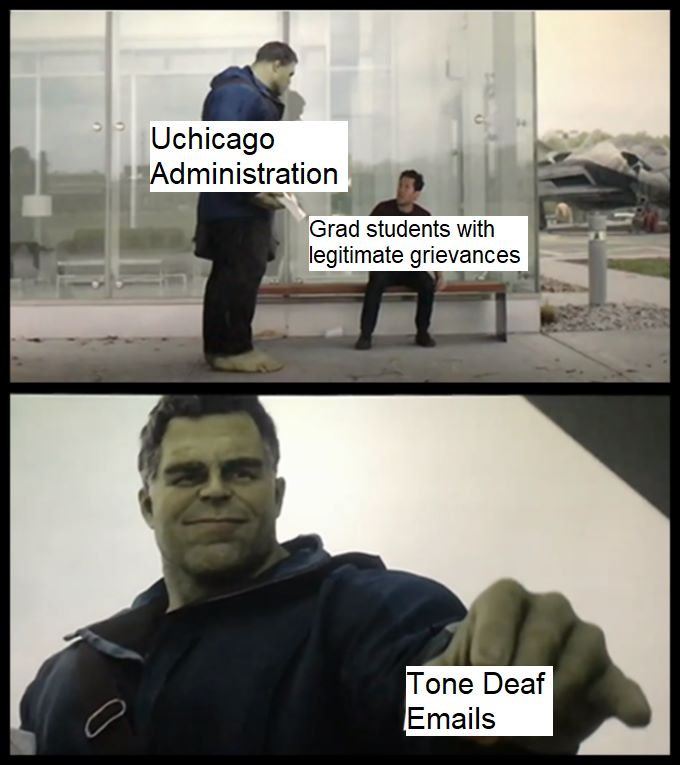 Uchicago
Administration
Grad students with
legitimate grievances
Tone Deaf
Emails